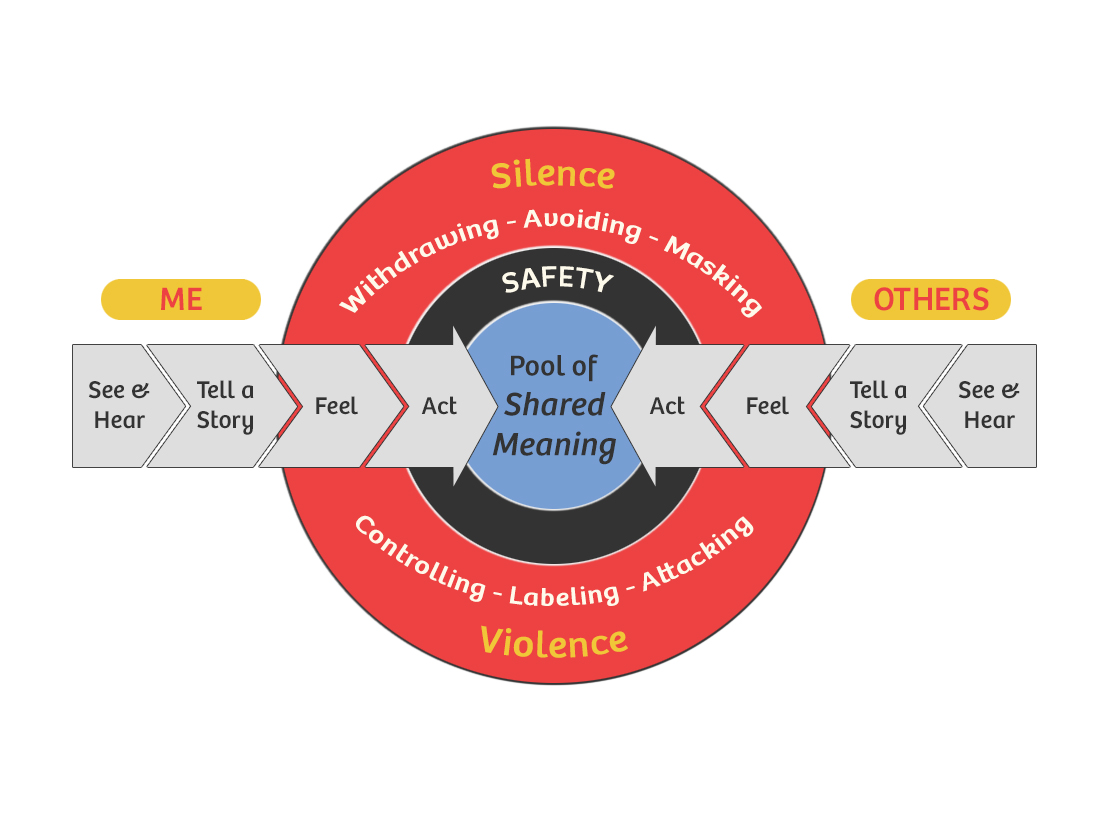 Silence
Withdrawing - Avoiding - Masking
SAFETY
ME
OTHERS
See &
Hear
Tell a
Story
Feel
Act
Pool of
Shared
Meaning
Act
Feel
Tell a
Story
See &
Hear
Controlling - Labeling - Attacking
Violence